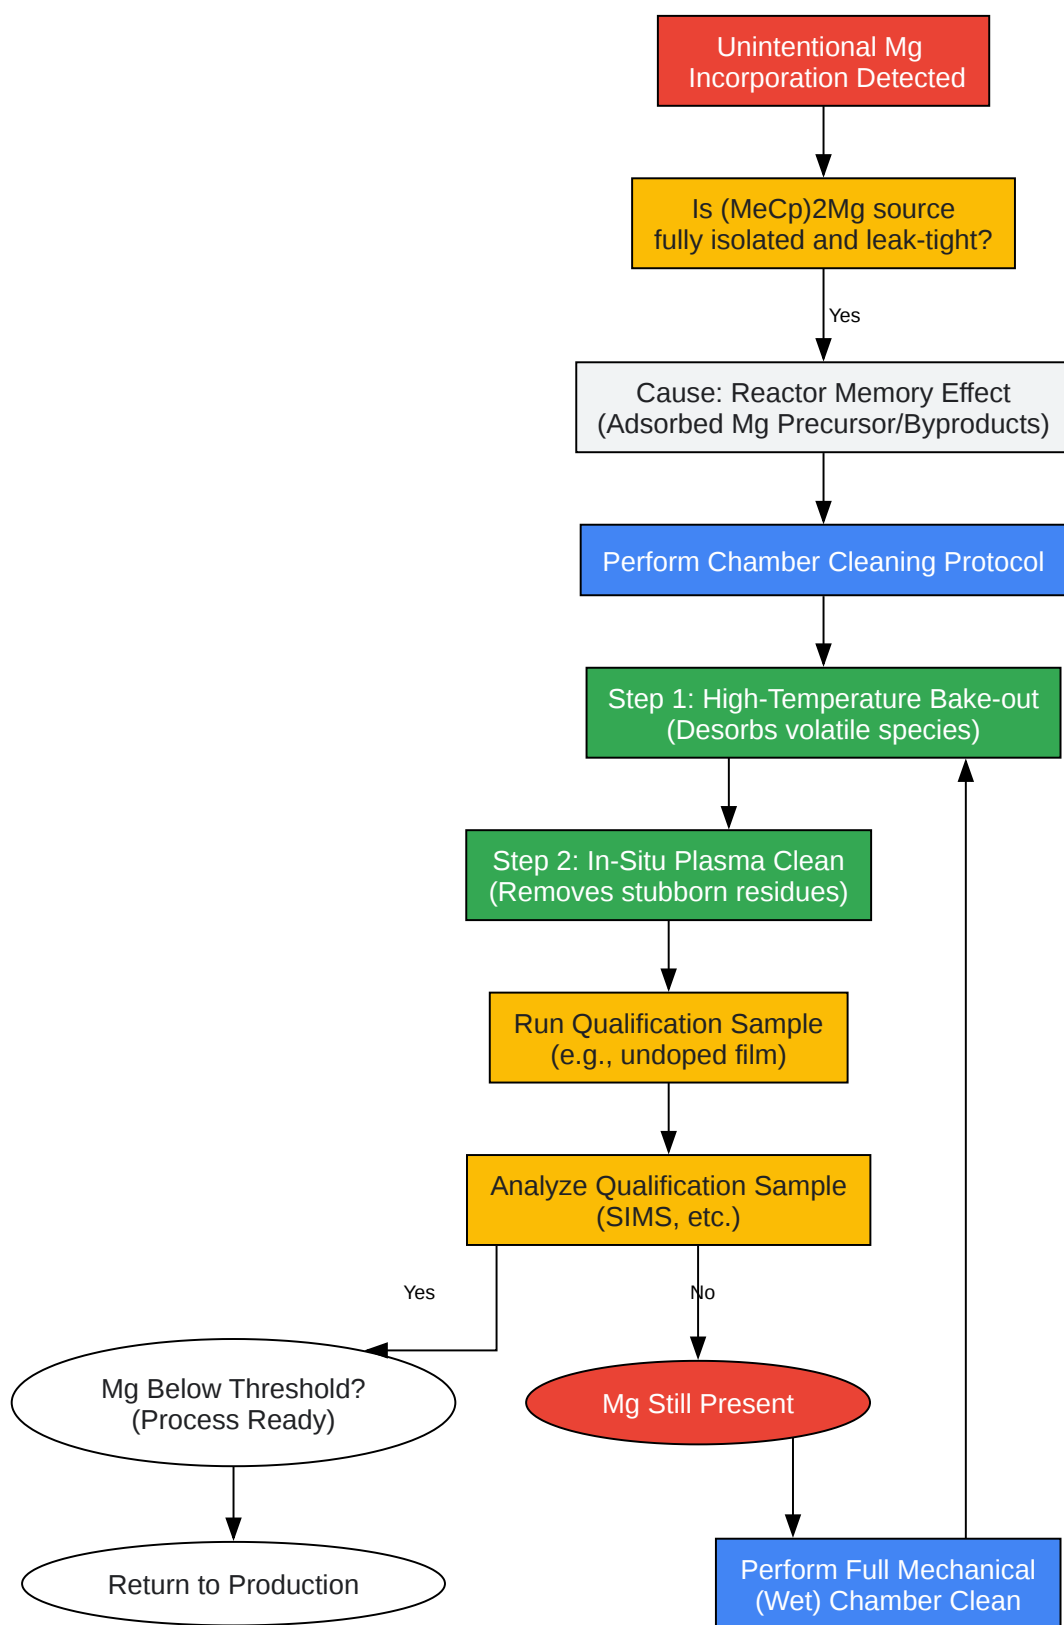 Unintentional Mg
Incorporation Detected
Is (MeCp)2Mg source
fully isolated and leak-tight?
Yes
Cause: Reactor Memory Effect
(Adsorbed Mg Precursor/Byproducts)
Perform Chamber Cleaning Protocol
Step 1: High-Temperature Bake-out
(Desorbs volatile species)
Step 2: In-Situ Plasma Clean
(Removes stubborn residues)
Run Qualification Sample
(e.g., undoped film)
Analyze Qualification Sample
(SIMS, etc.)
Yes
No
Mg Below Threshold?
(Process Ready)
Mg Still Present
Return to Production
Perform Full Mechanical
(Wet) Chamber Clean